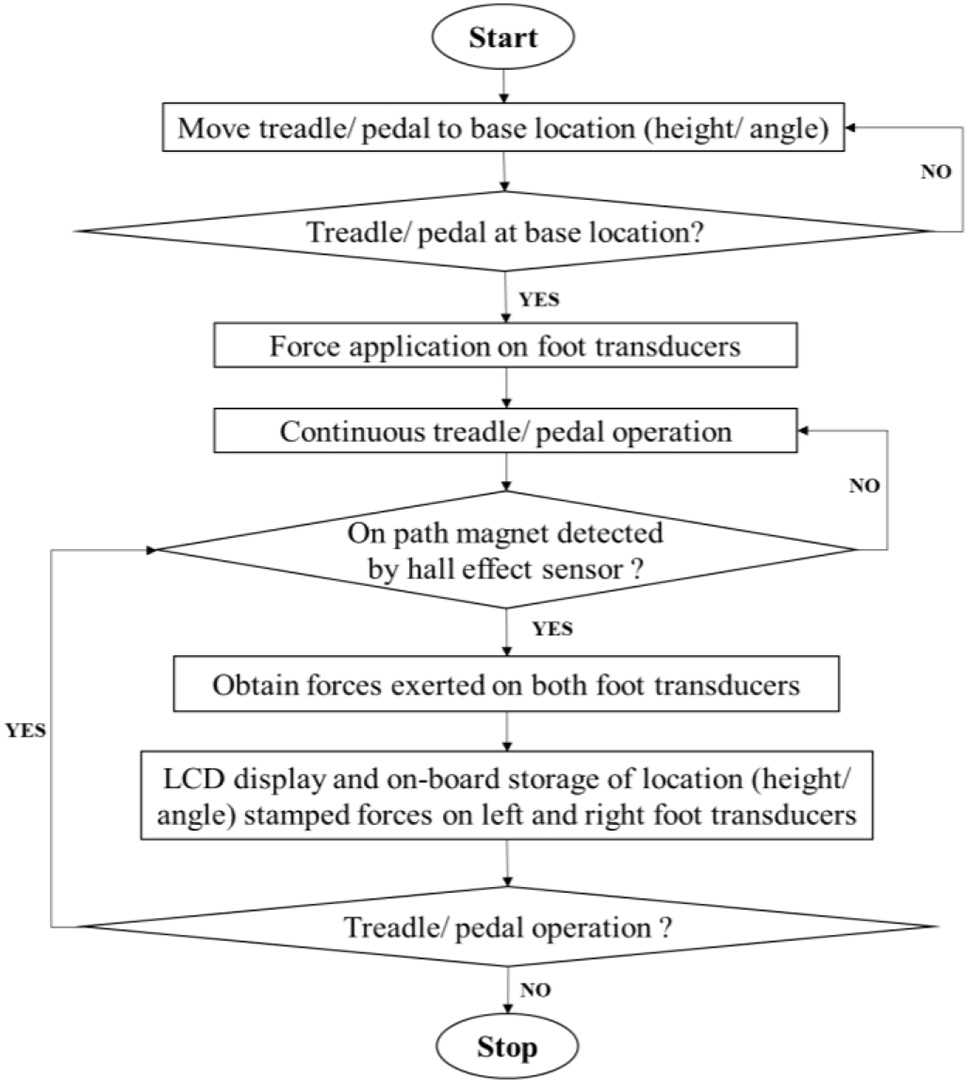 Start
Move treadle/ pedal to base location (height/ angle)
NO
Treadle/ pedal at base location?
YES
Force application on foot transducers
Continuous treadle/ pedal operation
NO
On path magnet detected
by hall effect sensor ?
YES
Obtain forces exerted on both foot transducers
YES
LCD display and on-board storage of location (height/
angle) stamped forces on left and right foot transducers
Treadle/ pedal operation ?
NO
Stop